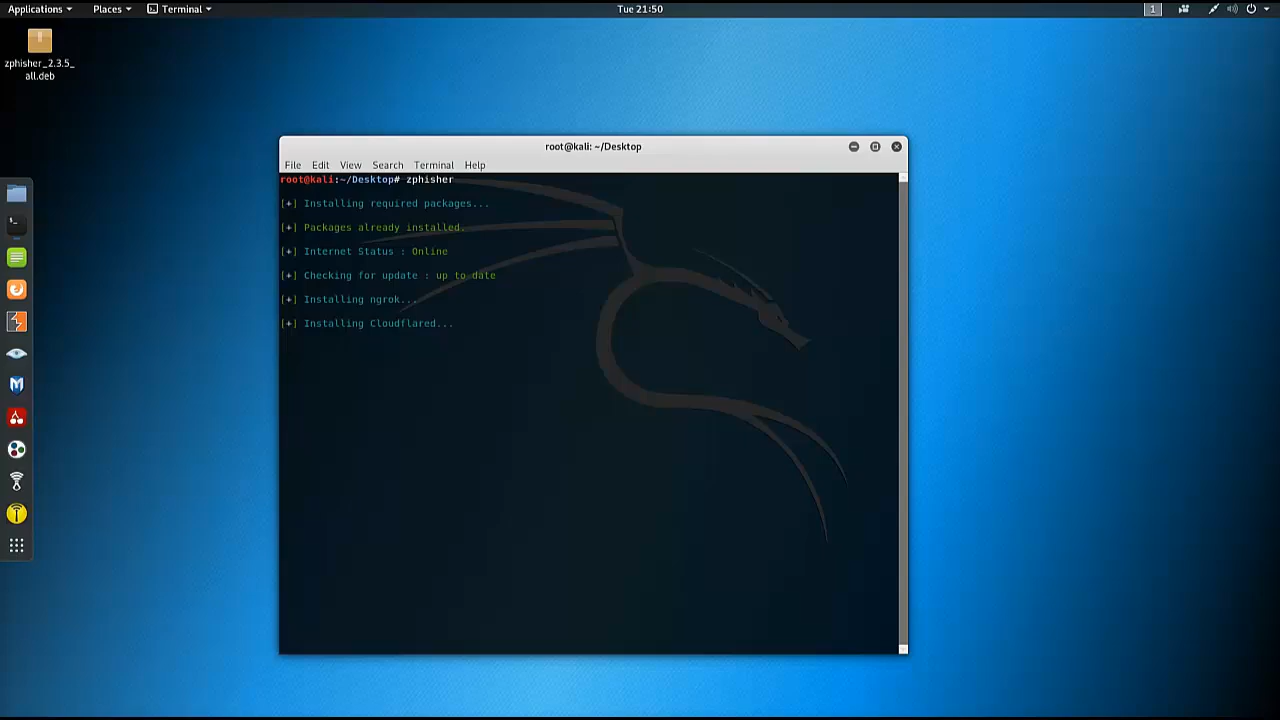 Applications Places Terminal Tue 21:50 1
zphisher_2.3.5_
all.deb
root@kali: ~/Desktop
File Edit View Search Terminal Help
root@kali:~/Desktop# zphisher
[+] Installing required packages...
[+] Packages already installed.
[+] Internet Status : Online
[+] Checking for update : up to date
[+] Installing ngrok...
[+] Installing Cloudflared...